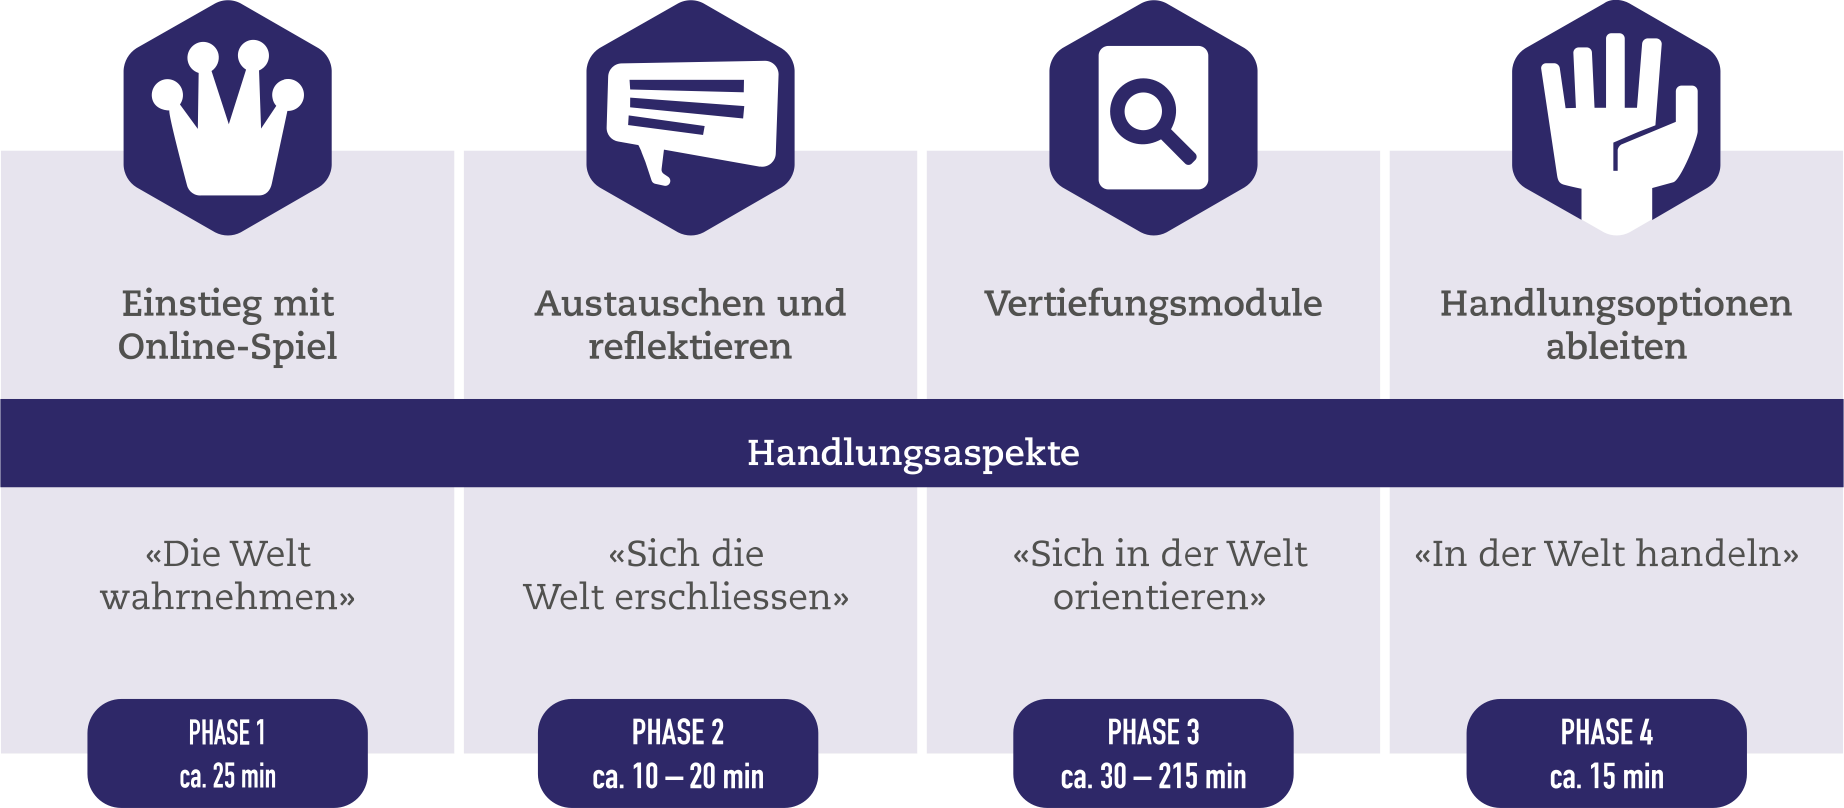 Einstieg mit
Online-Spiel
Austauschen und
reflektieren
Vertiefungsmodule
Handlungsoptionen
ableiten
Handlungsaspekte
«Die Welt
wahrnehmen»
«Sich die
Welt erschliessen»
«Sich in der Welt
orientieren»
«In der Welt handeln»
PHASE 1
ca. 25 min
PHASE 2
ca. 10 – 20 min
PHASE 3
ca. 30 – 215 min
PHASE 4
ca. 15 min